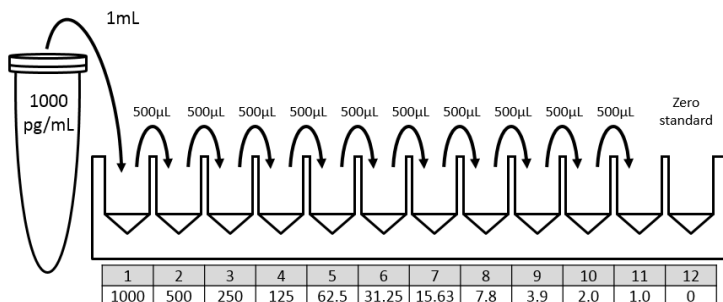 1mL
1000
pg/mL
500µL 500µL 500µL 500µL 500µL 500µL 500µL 500µL 500µL 500µL
Zero
standard
1 2 3 4 5 6 7 8 9 10 11 12
1000 500 250 125 62.5 31.25 15.63 7.8 3.9 2.0 1.0 0